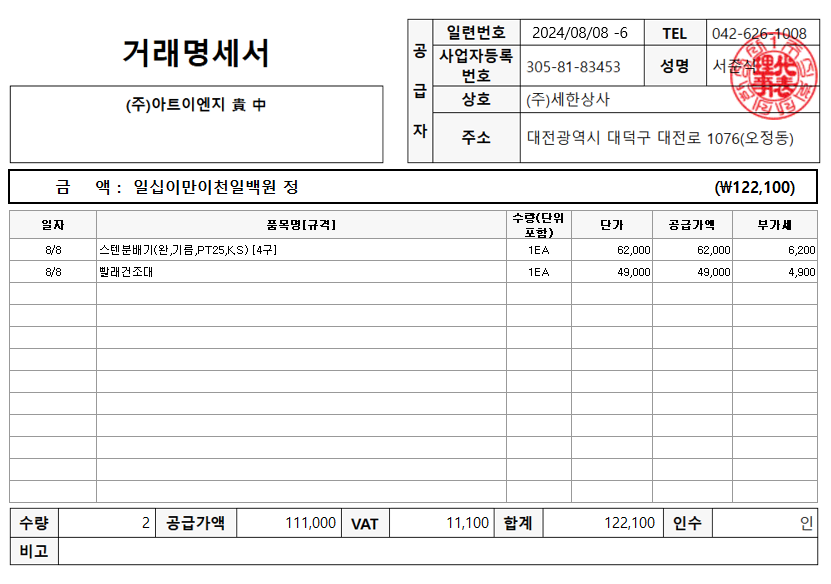 거래명세서
(주)아트이엔지 貴 中
공급자
일련번호 2024/08/08 -6 TEL 042-626-1008
사업자등록번호 305-81-83453 성명 서준석
상호 (주)세한상사
주소 대전광역시 대덕구 대전로 1076(오정동)
금 액 : 일십이만이천일백원 정 (₩122,100)
일자 품목명[규격] 수량(단위포함) 단가 공급가액 부가세
8/8 스텐분배기(완,기름,PT25,K,S) [4구] 1EA 62,000 62,000 6,200
8/8 빨래건조대 1EA 49,000 49,000 4,900
수량 2 공급가액 111,000 VAT 11,100 합계 122,100 인수 인
비고